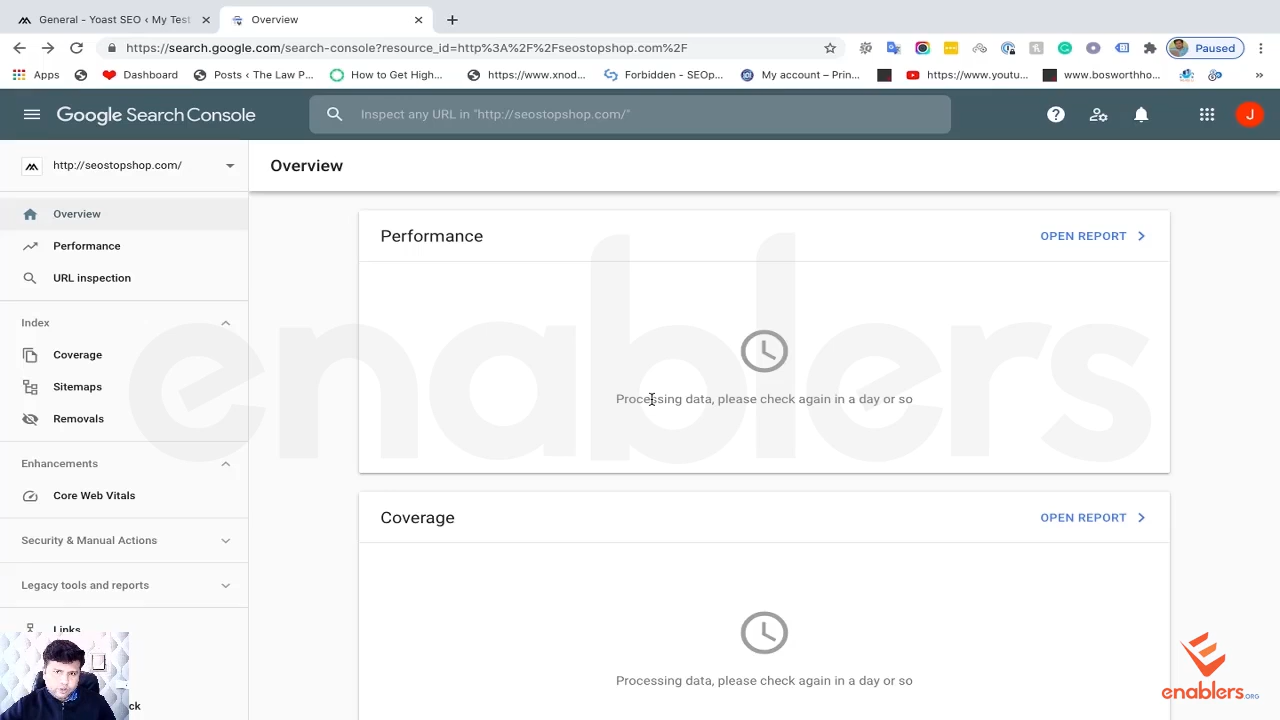 General - Yoast SEO ‹ My Test
Overview
https://search.google.com/search-console?resource_id=http%3A%2F%2Fseostopshop.com%2F
Paused
Apps
Dashboard
Posts ‹ The Law P...
How to Get High...
https://www.xnod...
Forbidden - SEOp...
My account – Prin...
https://www.youtu...
www.bosworthho...
»
Google Search Console
Inspect any URL in "http://seostopshop.com/"
J
http://seostopshop.com/
Overview
Overview
Performance
URL inspection
Index
Coverage
Sitemaps
Removals
Enhancements
Core Web Vitals
Security & Manual Actions
Legacy tools and reports
Links
ck
Performance
OPEN REPORT
Processing data, please check again in a day or so
Coverage
OPEN REPORT
Processing data, please check again in a day or so
enablers
enablers.ORG